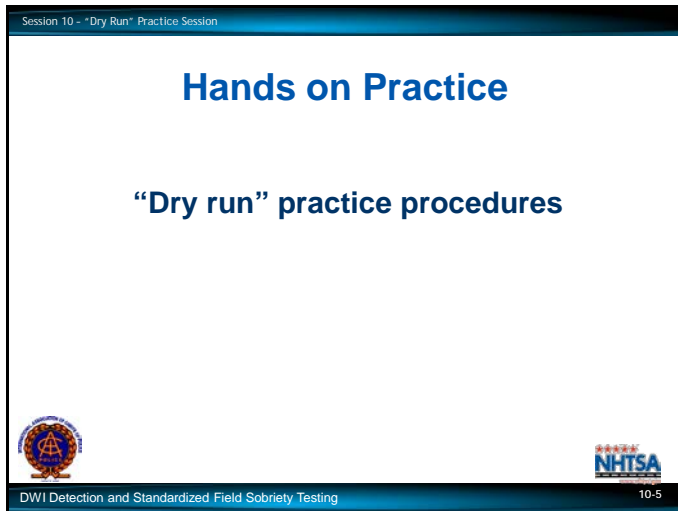 Session 10 - "Dry Run" Practice Session
Hands on Practice
“Dry run” practice procedures
POLICE
NHTSA
DWI Detection and Standardized Field Sobriety Testing
10-5